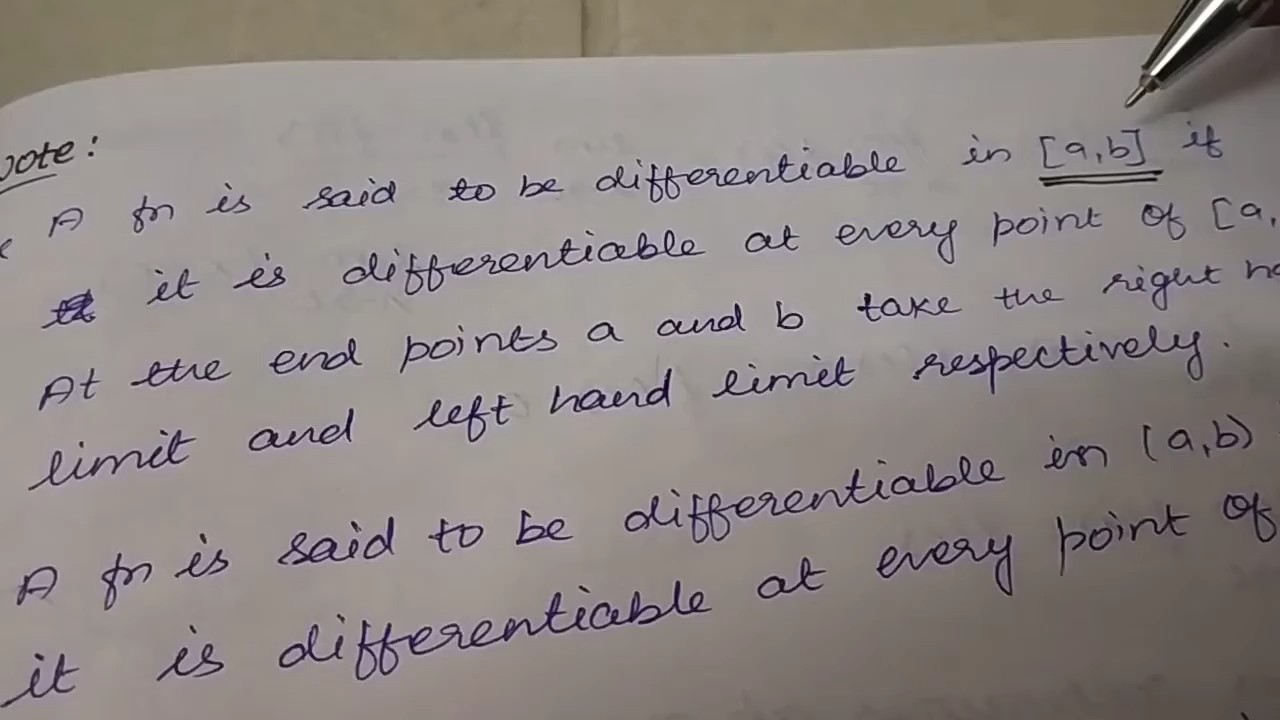 Note:
A fn is said to be differentiable in [a,b] if
it is differentiable at every point of [a,
At the end points a and b take the right
limit and left hand limit respectively.
A fn is said to be differentiable in (a,b)
it is differentiable at every point of